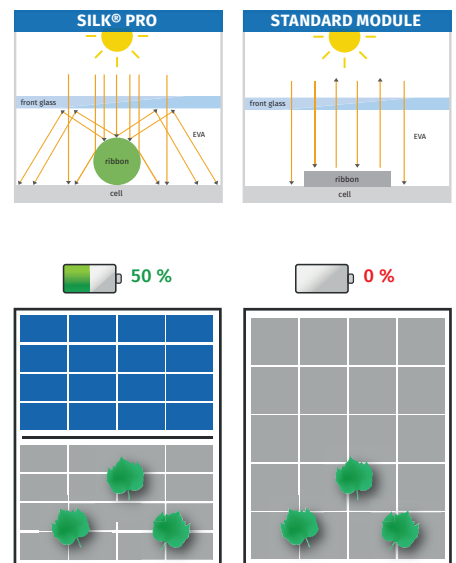 SILK® PRO
STANDARD MODULE
front glass
EVA
ribbon
cell
front glass
EVA
ribbon
cell
50 %
0 %